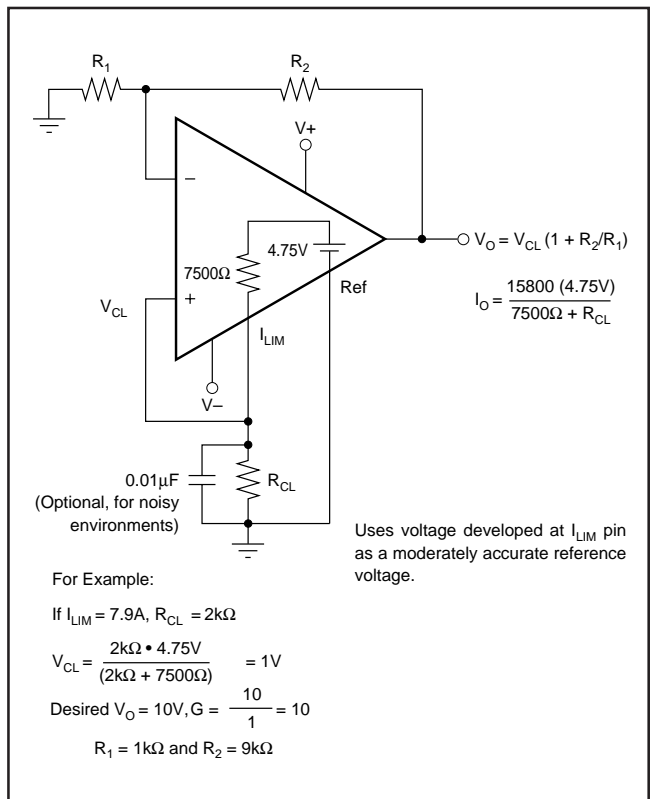 R1
R2
V+
−
4.75V
VO = VCL (1 + R2/R1)
7500Ω
Ref
IO = 15800 (4.75V) / 7500Ω + RCL
VCL
+
ILIM
V−
0.01µF
RCL
(Optional, for noisy
environments)
Uses voltage developed at ILIM pin
as a moderately accurate reference
voltage.
For Example:
If ILIM = 7.9A, RCL = 2kΩ
VCL = 2kΩ • 4.75V / (2kΩ + 7500Ω) = 1V
Desired VO = 10V, G = 10 / 1 = 10
R1 = 1kΩ and R2 = 9kΩ